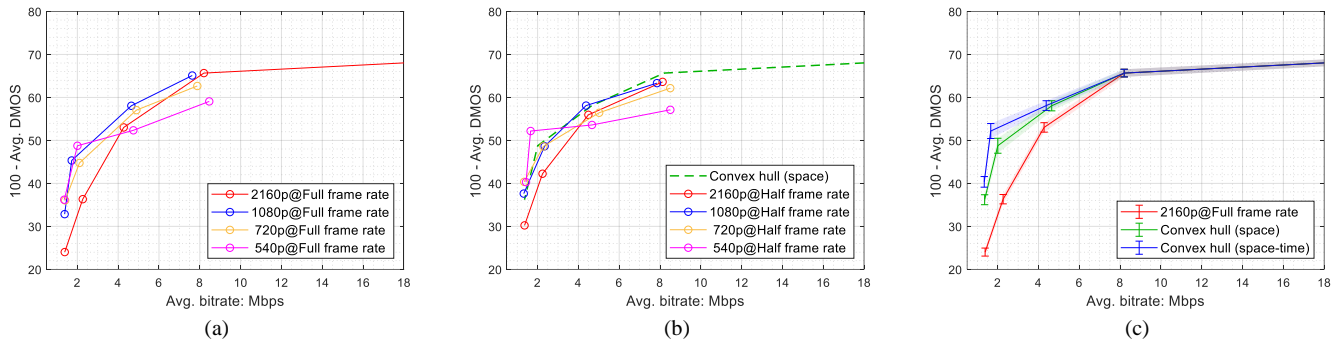 100 - Avg. DMOS
80
70
60
50
40
30
20
2 4 6 8 10 12 14 16 18
Avg. bitrate: Mbps
2160p@Full frame rate
1080p@Full frame rate
720p@Full frame rate
540p@Full frame rate
(a)
100 - Avg. DMOS
80
70
60
50
40
30
20
2 4 6 8 10 12 14 16 18
Avg. bitrate: Mbps
Convex hull (space)
2160p@Half frame rate
1080p@Half frame rate
720p@Half frame rate
540p@Half frame rate
(b)
100 - Avg. DMOS
80
70
60
50
40
30
20
2 4 6 8 10 12 14 16 18
Avg. bitrate: Mbps
2160p@Full frame rate
Convex hull (space)
Convex hull (space-time)
(c)